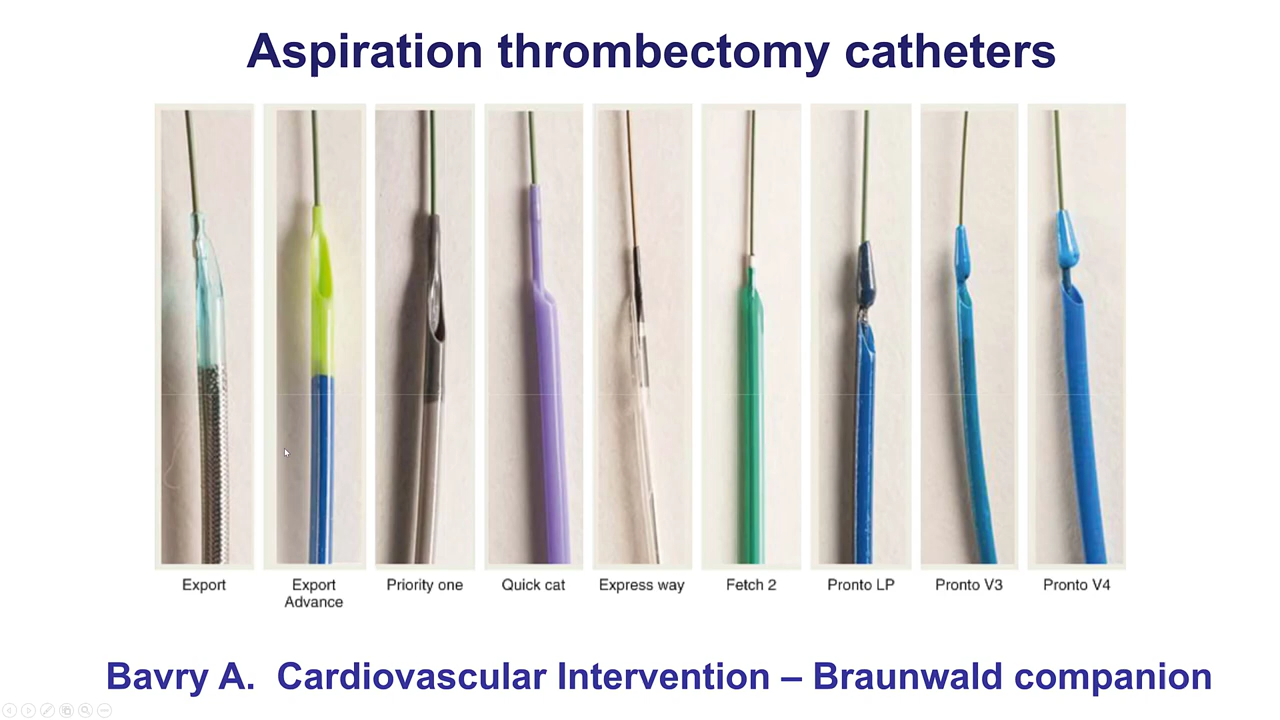 Aspiration thrombectomy catheters
Export
Export
Advance
Priority one
Quick cat
Express way
Fetch 2
Pronto LP
Pronto V3
Pronto V4
Bavry A.  Cardiovascular Intervention – Braunwald companion